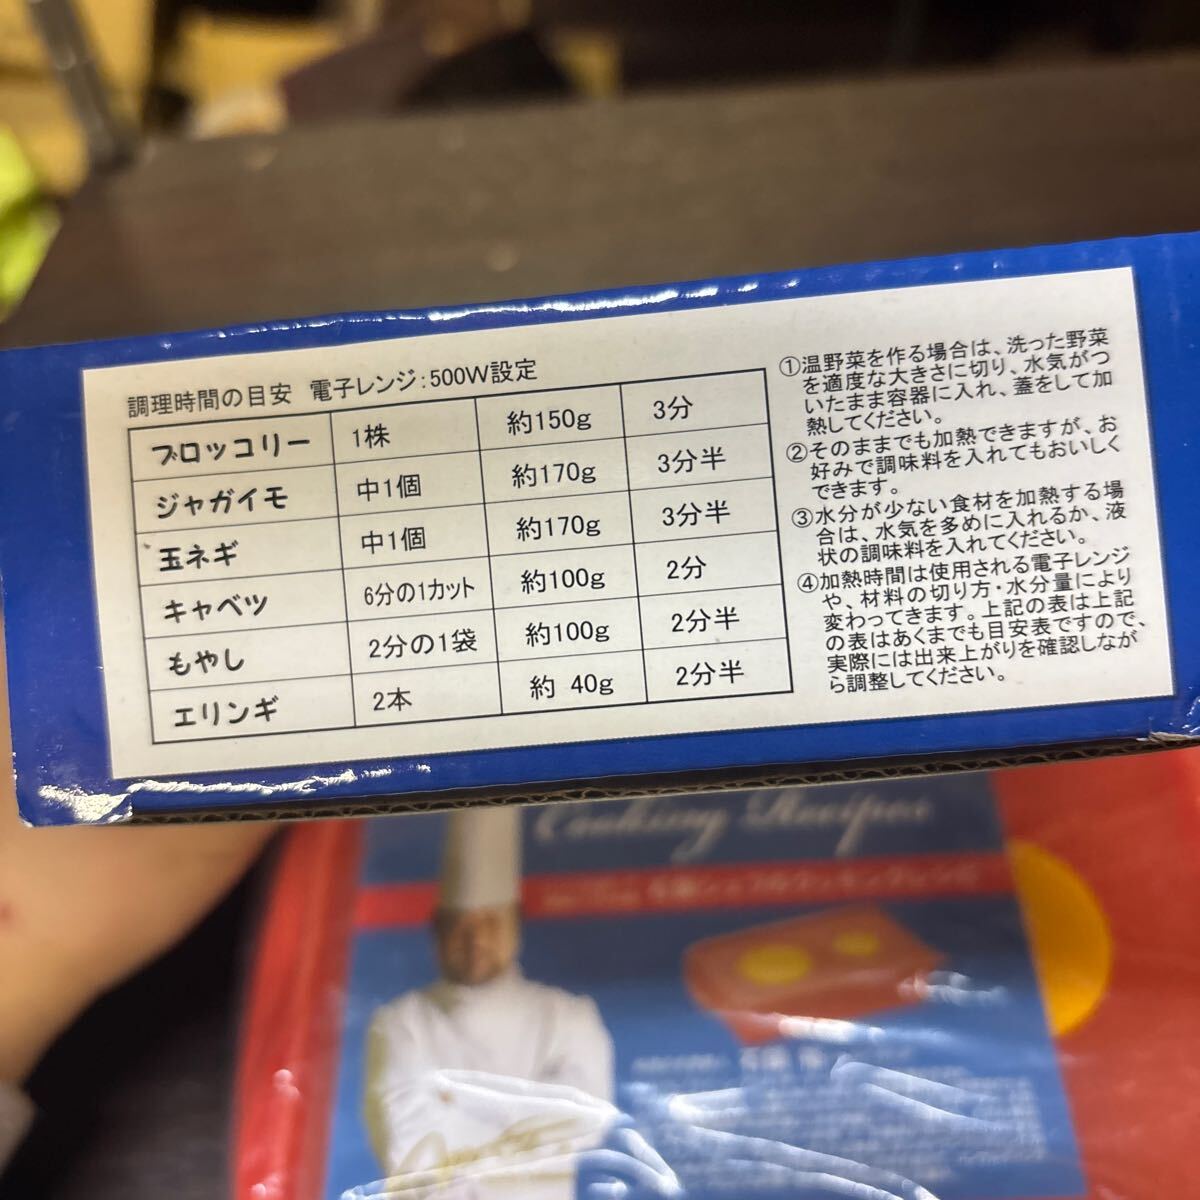 調理時間の目安 電子レンジ:500W設定
ブロッコリー 1株 約150g 3分
ジャガイモ 中1個 約170g 3分半
玉ネギ 中1個 約170g 3分半
キャベツ 6分の1カット 約100g 2分
もやし 2分の1袋 約100g 2分半
エリンギ 2本 約 40g 2分半
①温野菜を作る場合は、洗った野菜
を適度な大きさに切り、水気がつ
いたまま容器に入れ、蓋をして加
熱してください。
②そのままでも加熱できますが、お
好みで調味料を入れてもおいしく
できます。
③水分が少ない食材を加熱する場
合は、水気を多めに入れるか、液
状の調味料を入れてください。
④加熱時間は使用される電子レンジ
や、材料の切り方・水分量により
変わってきます。上記の表は上記
の表はあくまでも目安表ですので、
実際には出来上がりを確認しなが
ら調整してください。
Cooking Recipes